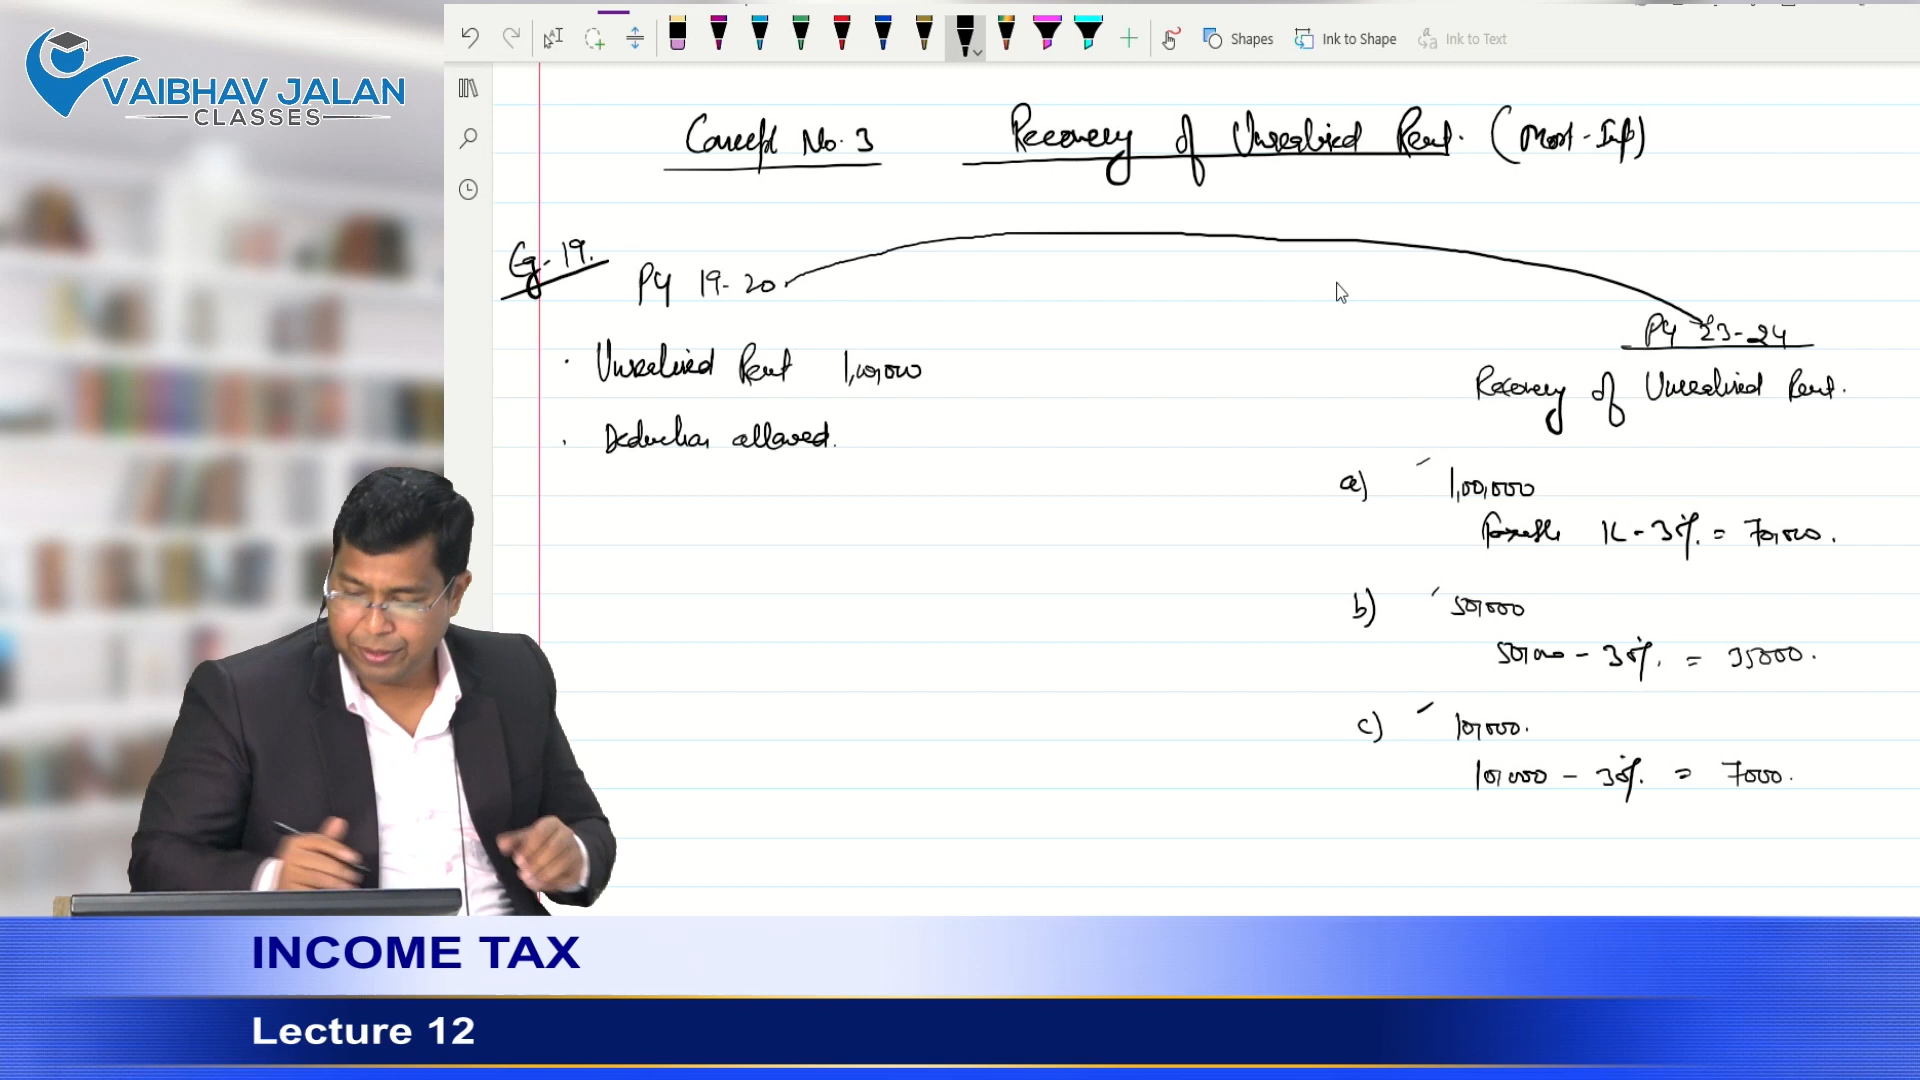 VAIBHAV JALAN
CLASSES
Shapes
Ink to Shape
Ink to Text
Concept No. 3 Recovery of Unrealised Rent. (Most-Imp)
Eg-19.
PY 19-20
PY 23-24
Unrealised Rent 1,00,000
Deduction allowed.
Recovery of Unrealised Rent.
a) 1,00,000
Taxable 1L - 30% = 70,000.
b) 50,000
50,000 - 30% = 35000.
c) 10,000.
10,000 - 30% = 7000.
INCOME TAX
Lecture 12